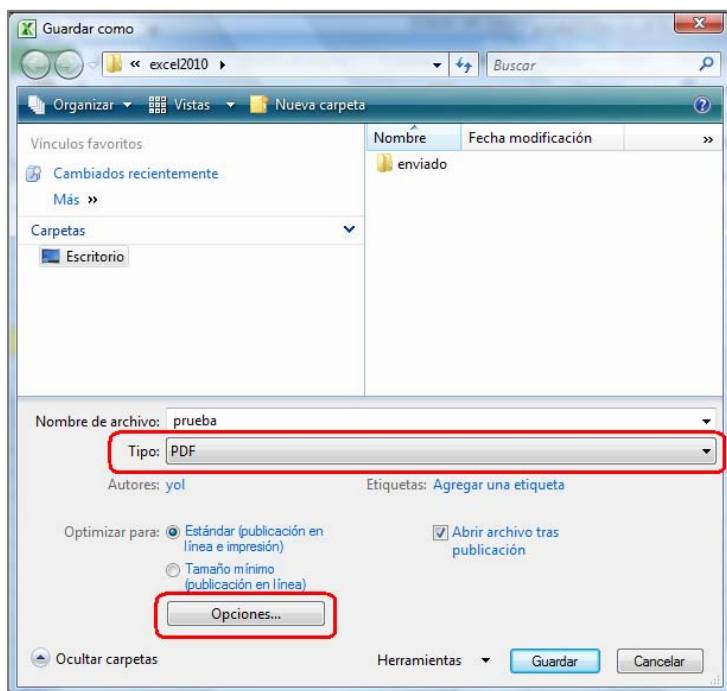 Guardar como
« excel2010
Buscar
Organizar Vistas Nueva carpeta
Vínculos favoritos
Cambiados recientemente
Más »
Carpetas
Escritorio
Nombre Fecha modificación »
enviado
Nombre de archivo: prueba
Tipo: PDF
Autores: yol Etiquetas: Agregar una etiqueta
Optimizar para: Estándar (publicación en
línea e impresión)
Tamaño mínimo
(publicación en línea)
Abrir archivo tras
publicación
Opciones...
Ocultar carpetas Herramientas Guardar Cancelar